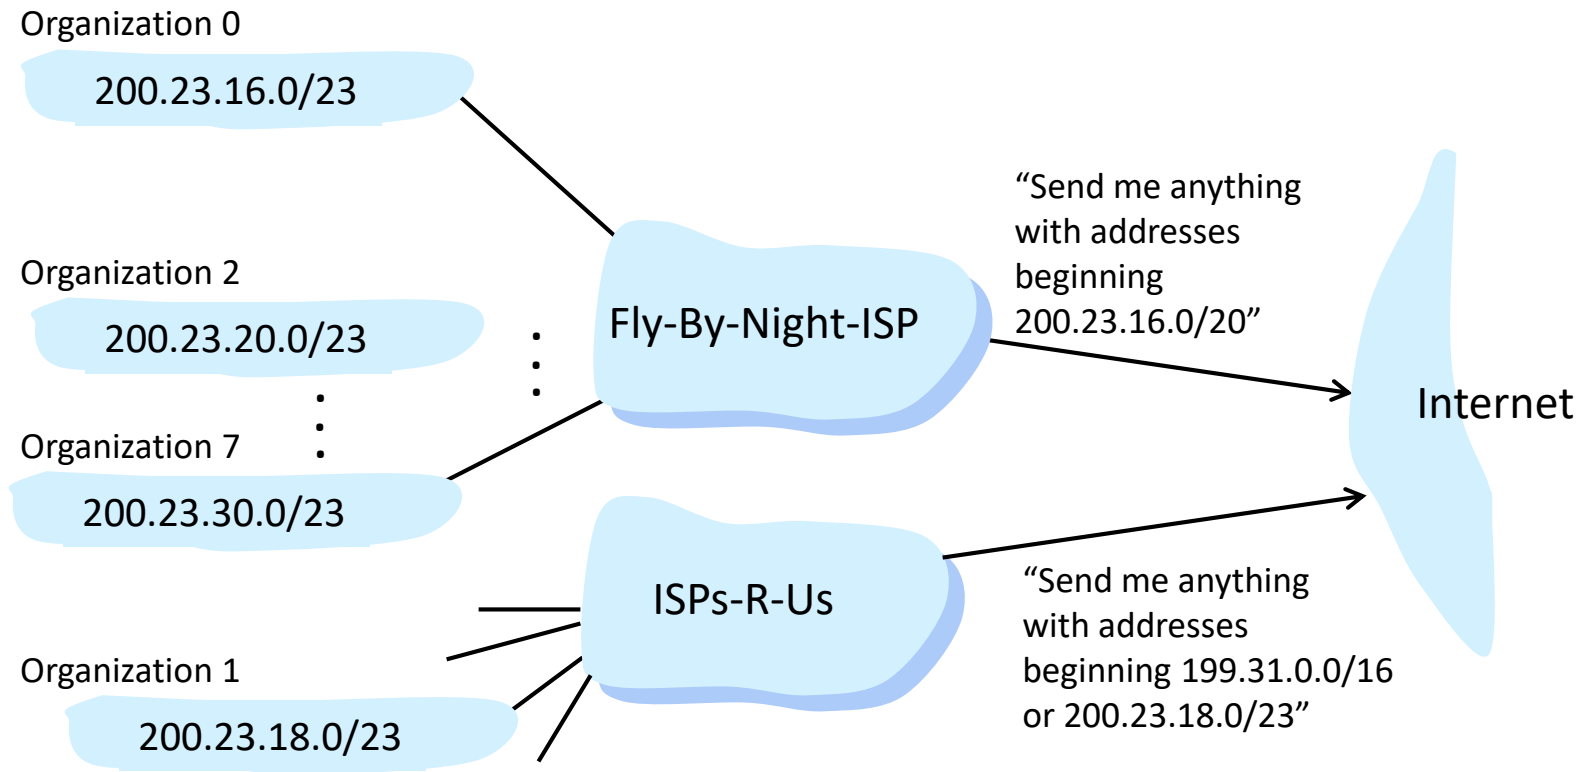 Organization 0
200.23.16.0/23
Organization 2
200.23.20.0/23
Organization 7
200.23.30.0/23
Organization 1
200.23.18.0/23
Fly-By-Night-ISP
ISPs-R-Us
“Send me anything
with addresses
beginning
200.23.16.0/20”
“Send me anything
with addresses
beginning 199.31.0.0/16
or 200.23.18.0/23”
Internet